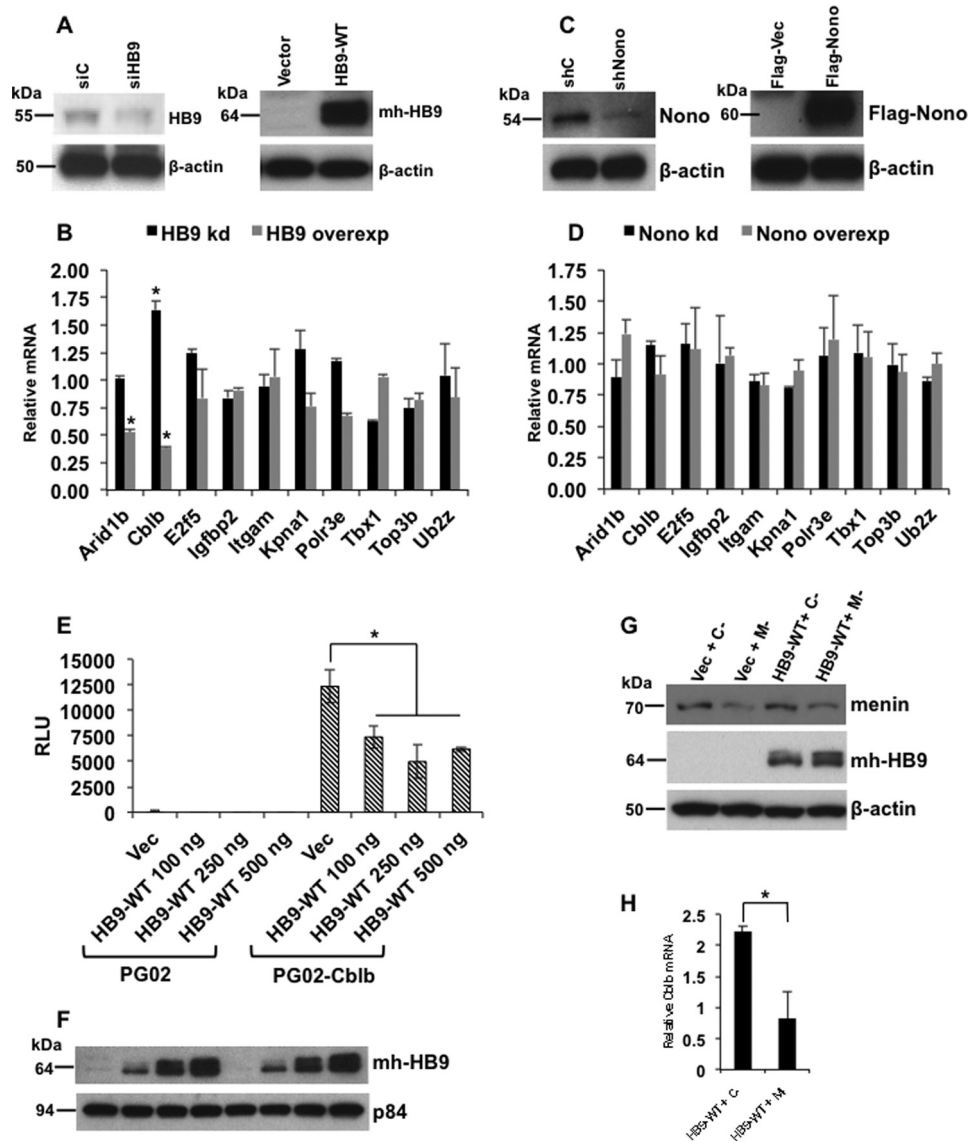 A
siC
siHB9
kDa
55
HB9
50
β-actin
Vector
HB9-WT
64
mh-HB9
β-actin
C
shC
shNono
kDa
54
Nono
β-actin
Flag-Vec
Flag-Nono
60
Flag-Nono
β-actin
B
HB9 kd
HB9 overexp
Relative mRNA
2.00
1.75
1.50
1.25
1.00
0.75
0.50
0.25
0.00
*
*
*
Arid1b
Cblb
E2f5
Igfbp2
Itgam
Kpna1
Polr3e
Tbx1
Top3b
Ub2z
D
Nono kd
Nono overexp
Relative mRNA
1.75
1.50
1.25
1.00
0.75
0.50
0.25
0.00
Arid1b
Cblb
E2f5
Igfbp2
Itgam
Kpna1
Polr3e
Tbx1
Top3b
Ub2z
E
RLU
15000
12500
10000
7500
5000
2500
0
*
Vec
HB9-WT 100 ng
HB9-WT 250 ng
HB9-WT 500 ng
Vec
HB9-WT 100 ng
HB9-WT 250 ng
HB9-WT 500 ng
PG02
PG02-Cblb
F
kDa
64
mh-HB9
94
p84
G
Vec + C-
Vec + M-
HB9-WT+ C-
HB9-WT+ M-
kDa
70
menin
64
mh-HB9
50
β-actin
H
Relative Cblb mRNA
2.5
2
1.5
1
0.5
0
*
HB9-WT + C-
HB9-WT + M-